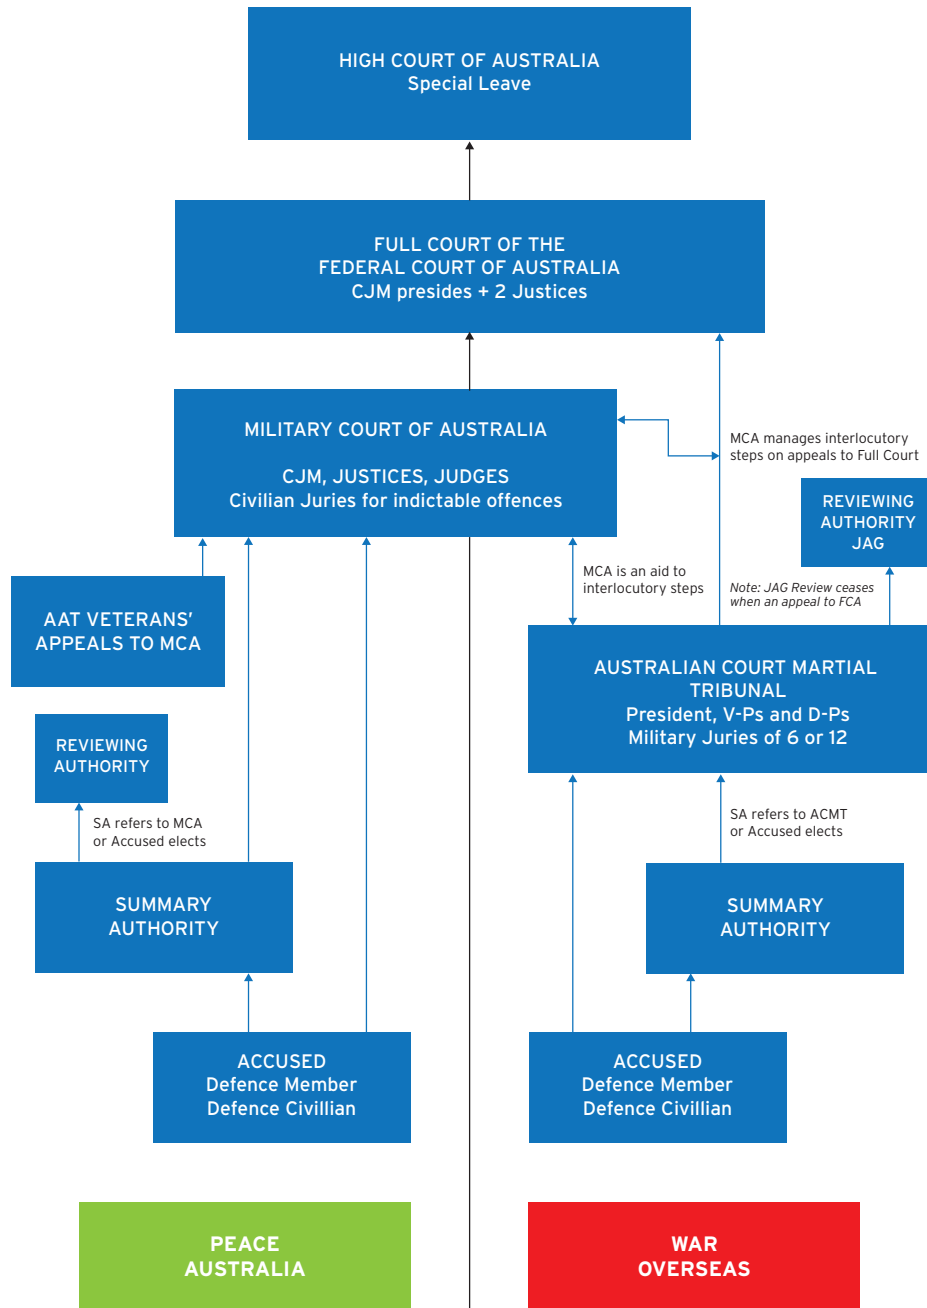 HIGH COURT OF AUSTRALIA
Special Leave
FULL COURT OF THE
FEDERAL COURT OF AUSTRALIA
CJM presides + 2 Justices
MILITARY COURT OF AUSTRALIA
CJM, JUSTICES, JUDGES
Civilian Juries for indictable offences
MCA manages interlocutory
steps on appeals to Full Court
REVIEWING
AUTHORITY
JAG
MCA is an aid to
interlocutory steps
Note: JAG Review ceases
when an appeal to FCA
AAT VETERANS'
APPEALS TO MCA
AUSTRALIAN COURT MARTIAL
TRIBUNAL
President, V-Ps and D-Ps
Military Juries of 6 or 12
REVIEWING
AUTHORITY
SA refers to MCA
or Accused elects
SA refers to ACMT
or Accused elects
SUMMARY
AUTHORITY
SUMMARY
AUTHORITY
ACCUSED
Defence Member
Defence Civillian
ACCUSED
Defence Member
Defence Civillian
PEACE
AUSTRALIA
WAR
OVERSEAS